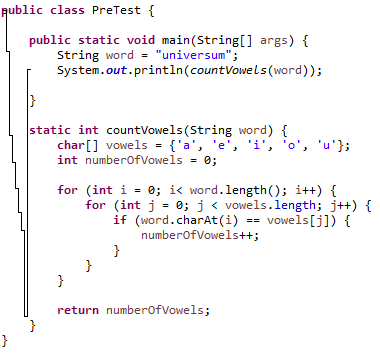 public class PreTest {
public static void main(String[] args) {
String word = "universum";
System.out.println(countVowels(word));
}
static int countVowels(String word) {
char[] vowels = {'a', 'e', 'i', 'o', 'u'};
int numberOfVowels = 0;
for (int i = 0; i< word.length(); i++) {
for (int j = 0; j < vowels.length; j++) {
if (word.charAt(i) == vowels[j]) {
numberOfVowels++;
}
}
}
return numberOfVowels;
}
}